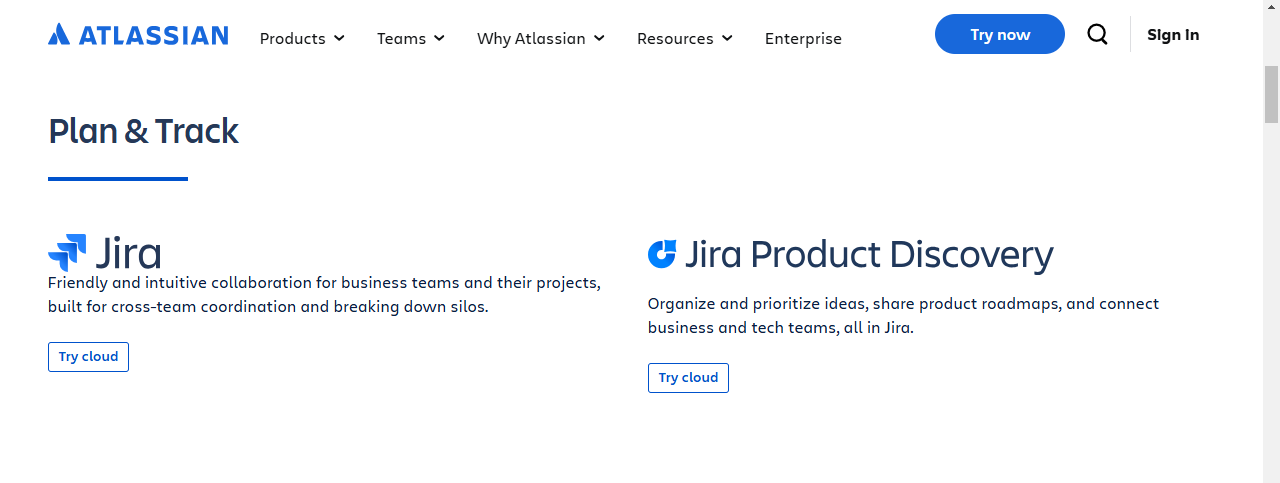 ATLASSIAN Products Teams Why Atlassian Resources Enterprise Try now Sign in
Plan & Track
Jira
Friendly and intuitive collaboration for business teams and their projects,
built for cross-team coordination and breaking down silos.
Try cloud
Jira Product Discovery
Organize and prioritize ideas, share product roadmaps, and connect
business and tech teams, all in Jira.
Try cloud